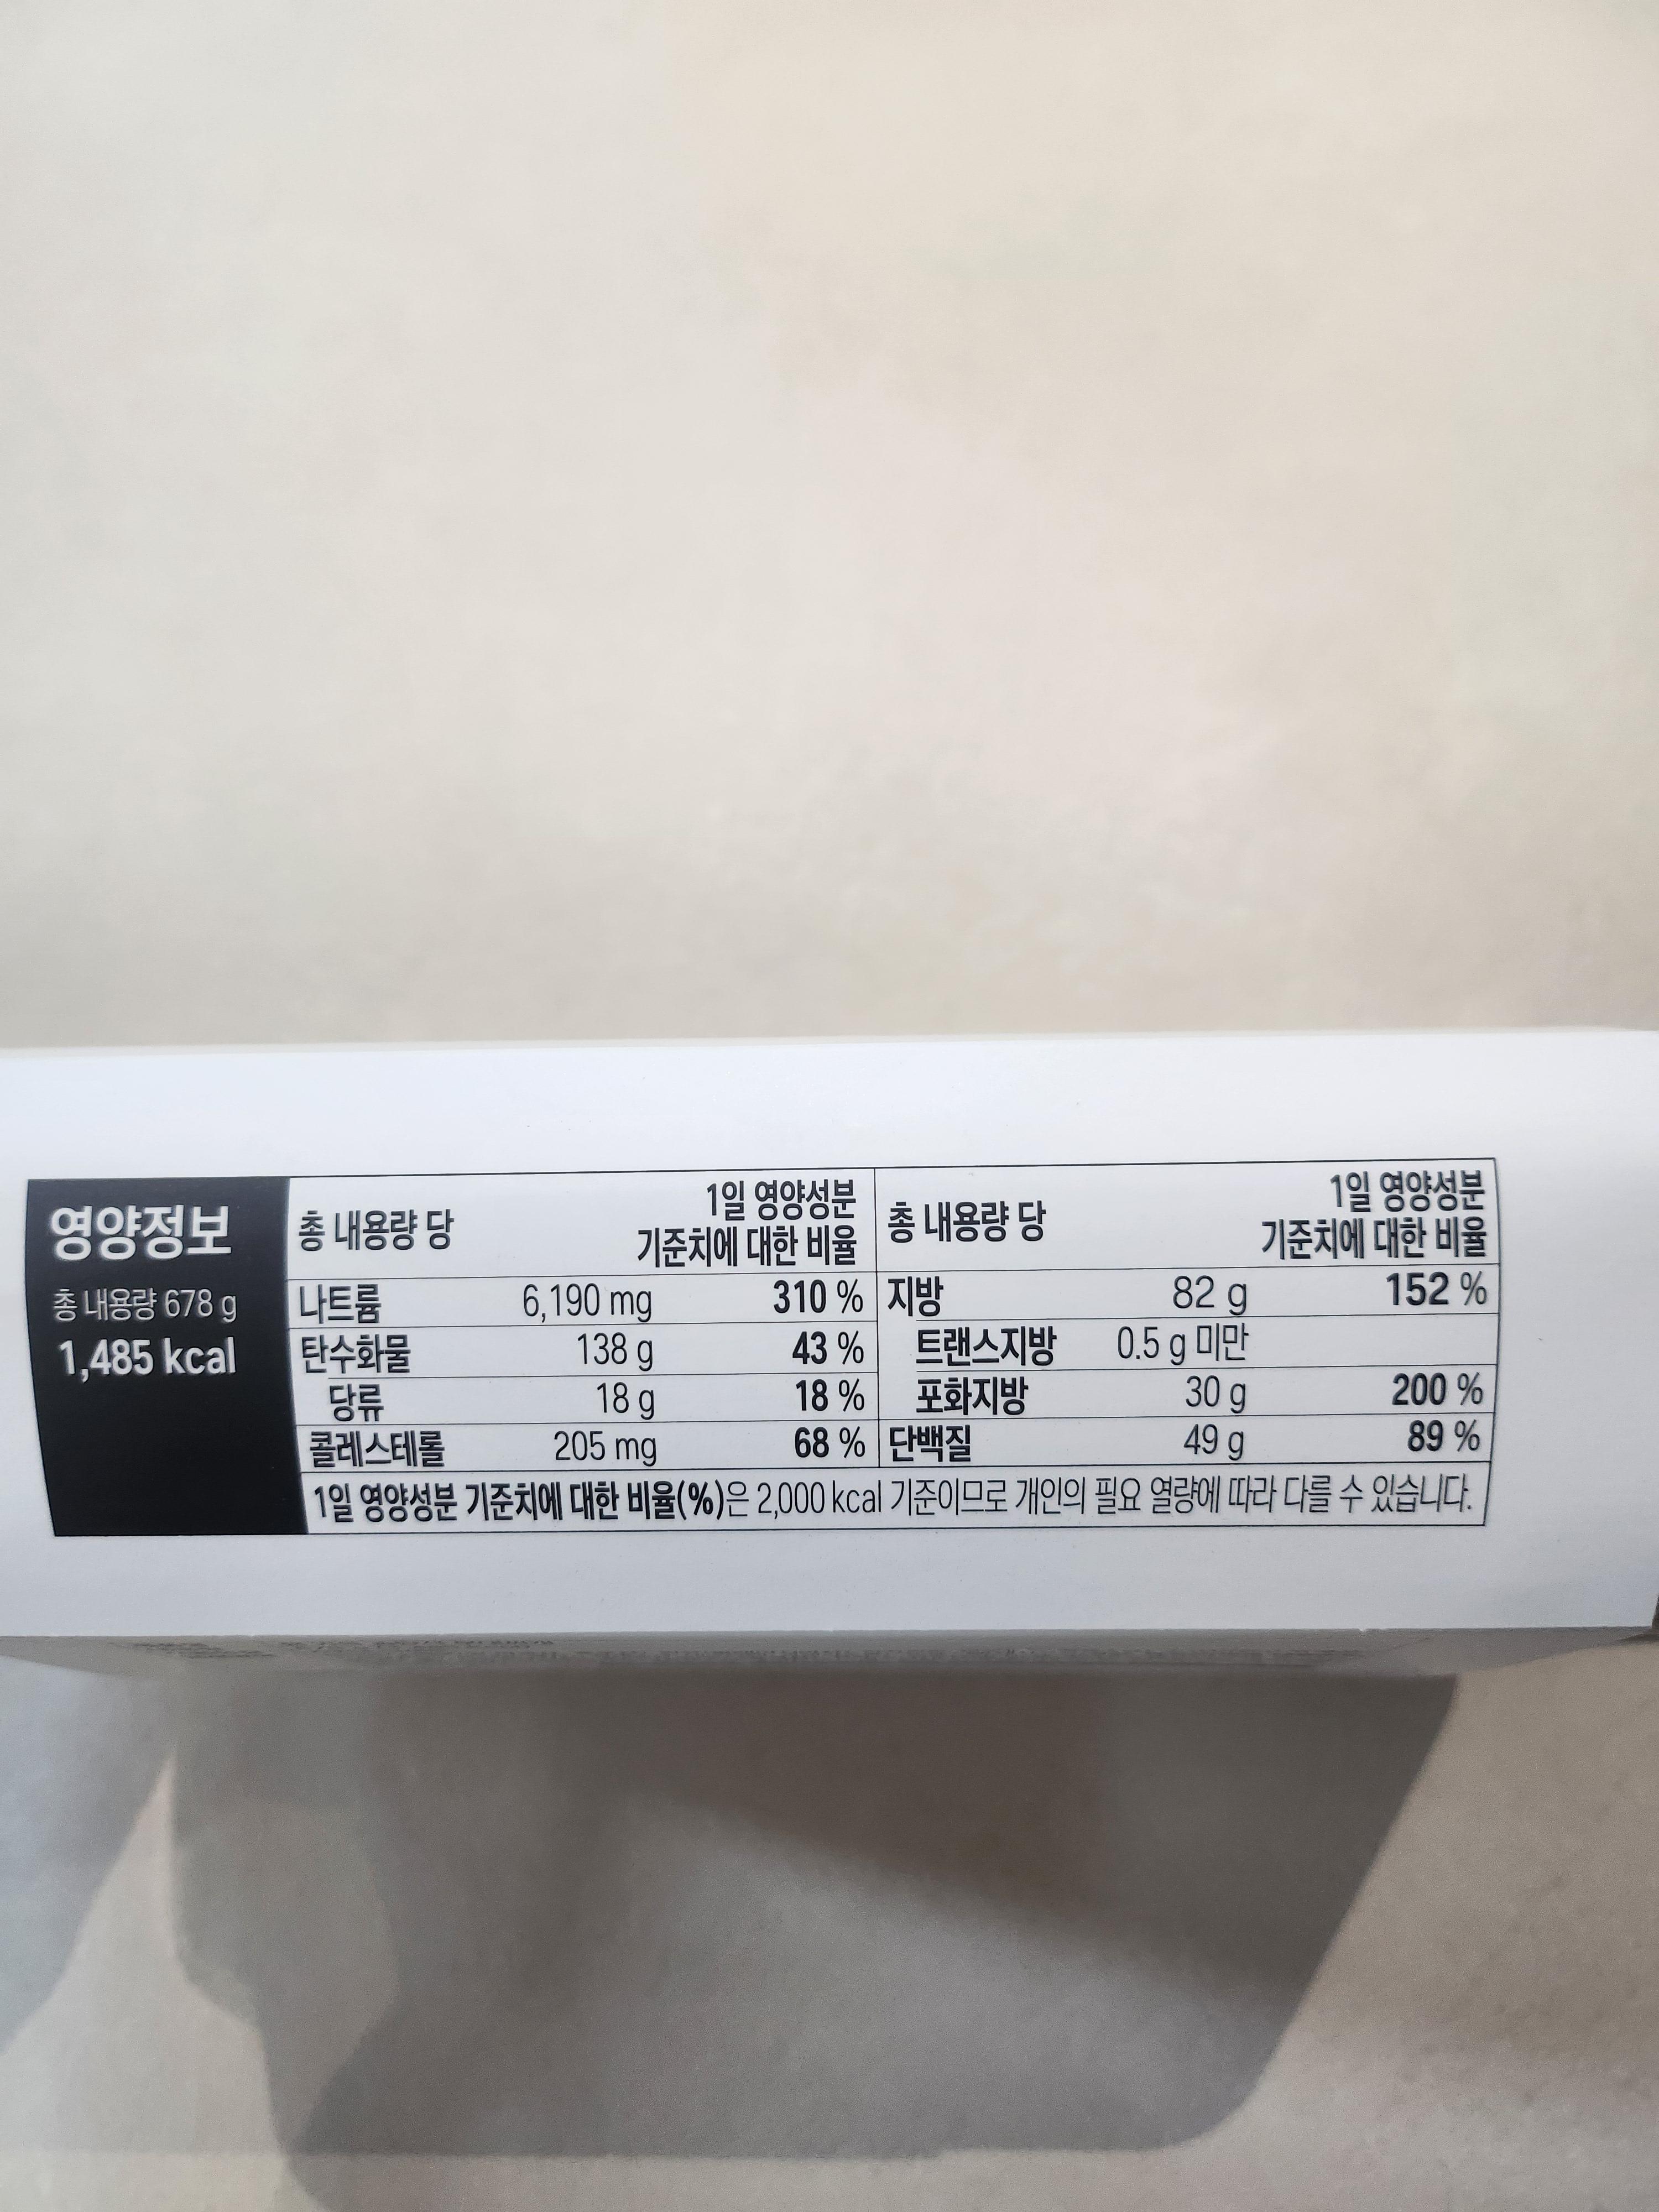 영양정보
총 내용량 678 g
1,485 kcal
총 내용량 당 1일 영양성분 기준치에 대한 비율
나트륨 6,190 mg 310 %
탄수화물 138 g 43 %
당류 18 g 18 %
콜레스테롤 205 mg 68 %
총 내용량 당 1일 영양성분 기준치에 대한 비율
지방 82 g 152 %
트랜스지방 0.5 g 미만
포화지방 30 g 200 %
단백질 49 g 89 %
1일 영양성분 기준치에 대한 비율(%)은 2,000 kcal 기준이므로 개인의 필요 열량에 따라 다를 수 있습니다.